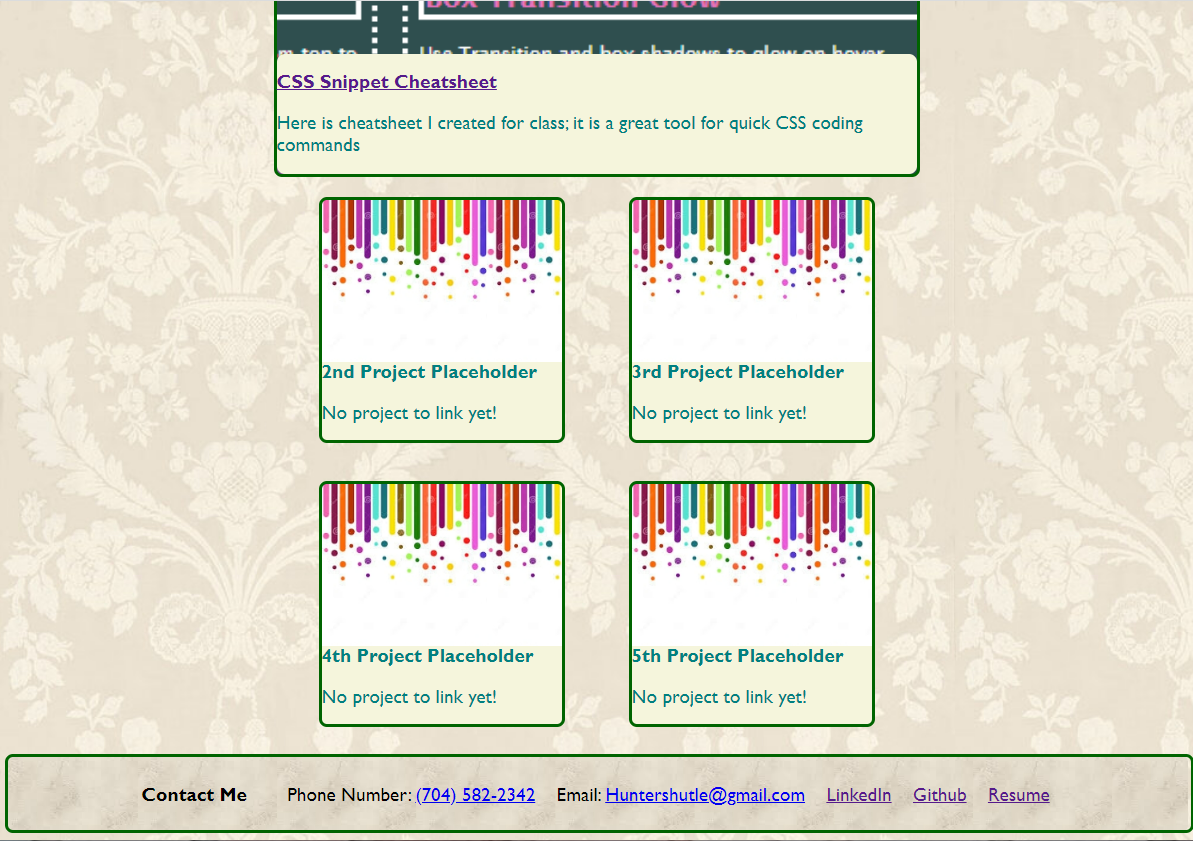 Box Transition Glow
m top to
Use Transition and box shadows to glow on hover
CSS Snippet Cheatsheet
Here is cheatsheet I created for class; it is a great tool for quick CSS coding
commands
2nd Project Placeholder
No project to link yet!
3rd Project Placeholder
No project to link yet!
4th Project Placeholder
No project to link yet!
5th Project Placeholder
No project to link yet!
Contact Me Phone Number: (704) 582-2342 Email: Huntershutle@gmail.com LinkedIn Github Resume